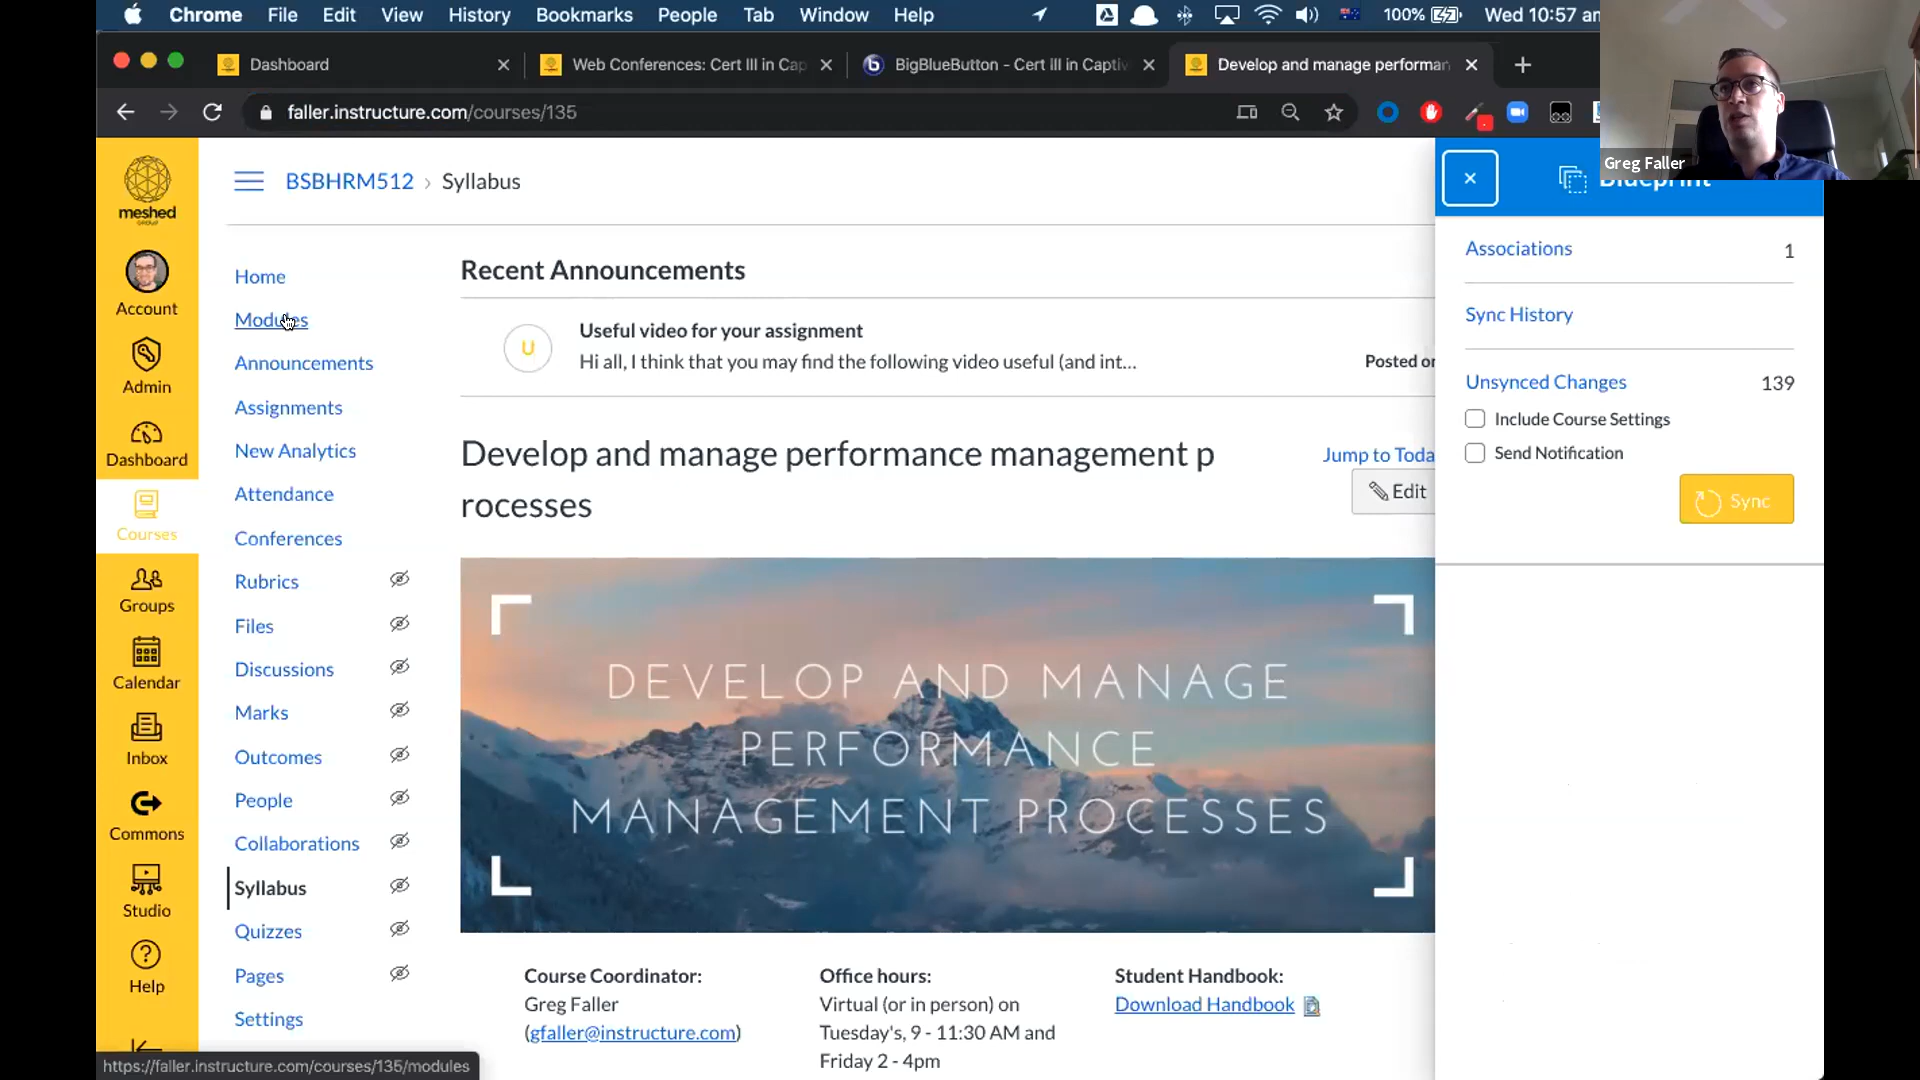 Chrome File Edit View History Bookmarks People Tab Window Help 100% Wed 10:57 am
Dashboard
Web Conferences: Cert III in Cap
BigBlueButton - Cert III in Captiv
Develop and manage performan
faller.instructure.com/courses/135
Greg Faller
meshed
GROUP
Account
Admin
Dashboard
Courses
Groups
Calendar
Inbox
Commons
Studio
Help
BSBHRM512 › Syllabus
Home
Modules
Announcements
Assignments
New Analytics
Attendance
Conferences
Rubrics
Files
Discussions
Marks
Outcomes
People
Collaborations
Syllabus
Quizzes
Pages
Settings
Recent Announcements
U
Useful video for your assignment
Hi all, I think that you may find the following video useful (and int...
Posted on
Develop and manage performance management p
rocesses
Jump to Toda
Edit
DEVELOP AND MANAGE
PERFORMANCE
MANAGEMENT PROCESSES
Course Coordinator:
Greg Faller
(gfaller@instructure.com)
Office hours:
Virtual (or in person) on
Tuesday's, 9 - 11:30 AM and
Friday 2 - 4pm
Student Handbook:
Download Handbook
Blueprint
Associations 1
Sync History
Unsynced Changes 139
Include Course Settings
Send Notification
Sync
https://faller.instructure.com/courses/135/modules